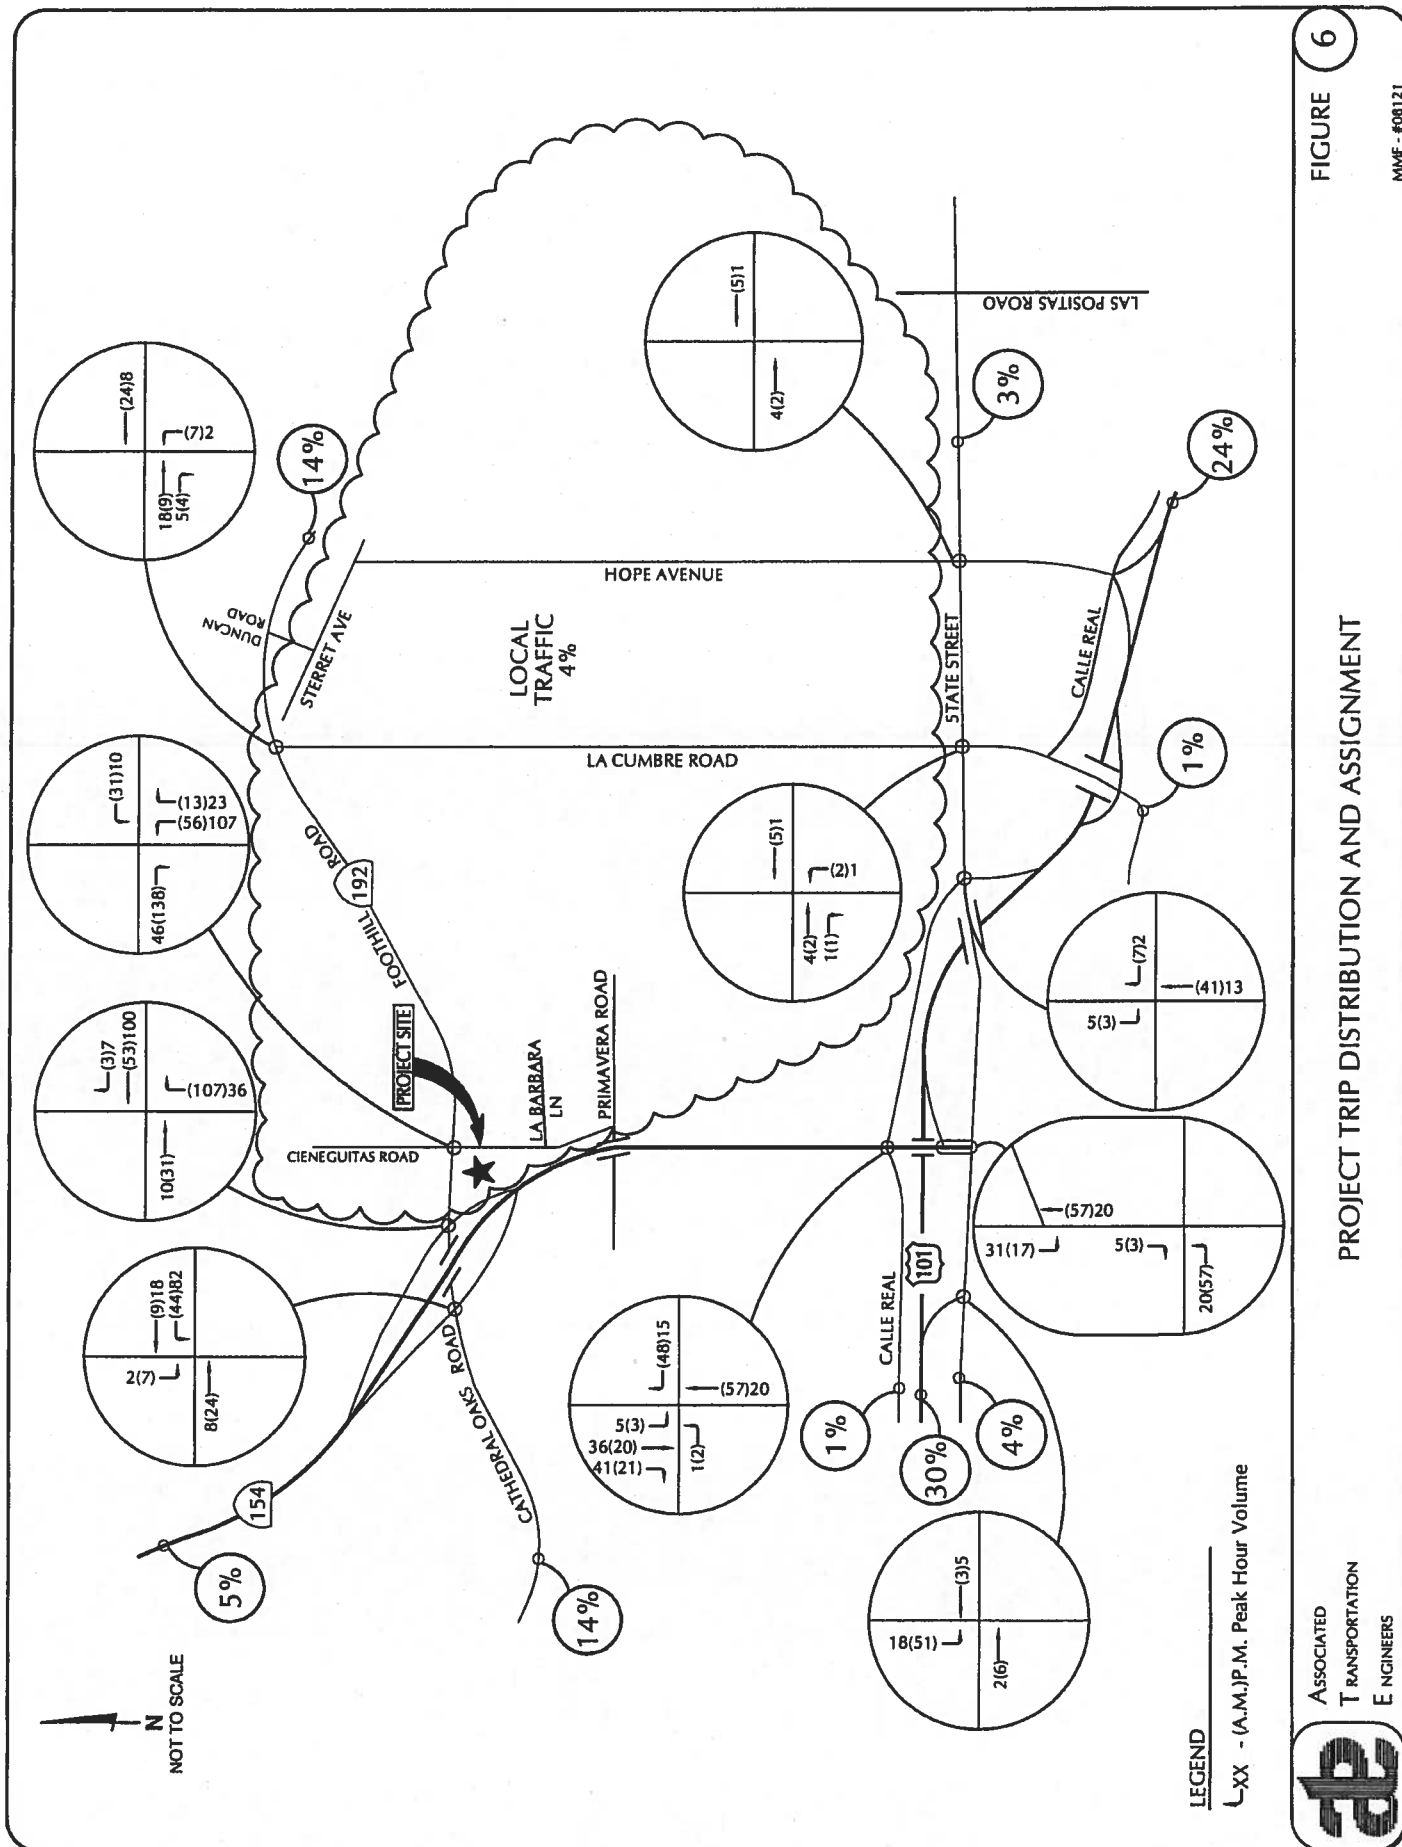 N
NOT TO SCALE
5%
154
14%
CATHEDRAL OAKS ROAD
2(7)
(9)18
(44)82
8(24)
(3)7
(53)100
10(31)
(107)36
(31)10
46(138)
(13)23
(56)107
(24)8
18(9)
5(4)
(7)2
14%
DUNCAN
ROAD
STERRET AVE
FOOTHILL ROAD
192
PROJECT SITE
CIENEGUITAS ROAD
LA BARBARA
LN
PRIMAVERA ROAD
LOCAL
TRAFFIC
4%
HOPE AVENUE
LA CUMBRE ROAD
(5)1
4(2)
(5)1
4(2)
1(1)
(2)1
STATE STREET
LAS POSITAS ROAD
3%
24%
CALLE REAL
1%
5(3)
(7)2
(41)13
(57)20
31(17)
5(3)
20(57)
5(3)
36(20)
41(21)
(48)15
(57)20
1(2)
CALLE REAL
101
1%
30%
4%
18(51)
(3)5
2(6)
LEGEND
XX - (A.M.)P.M. Peak Hour Volume
ASSOCIATED
TRANSPORTATION
ENGINEERS
PROJECT TRIP DISTRIBUTION AND ASSIGNMENT
FIGURE 6
MMF - #08121